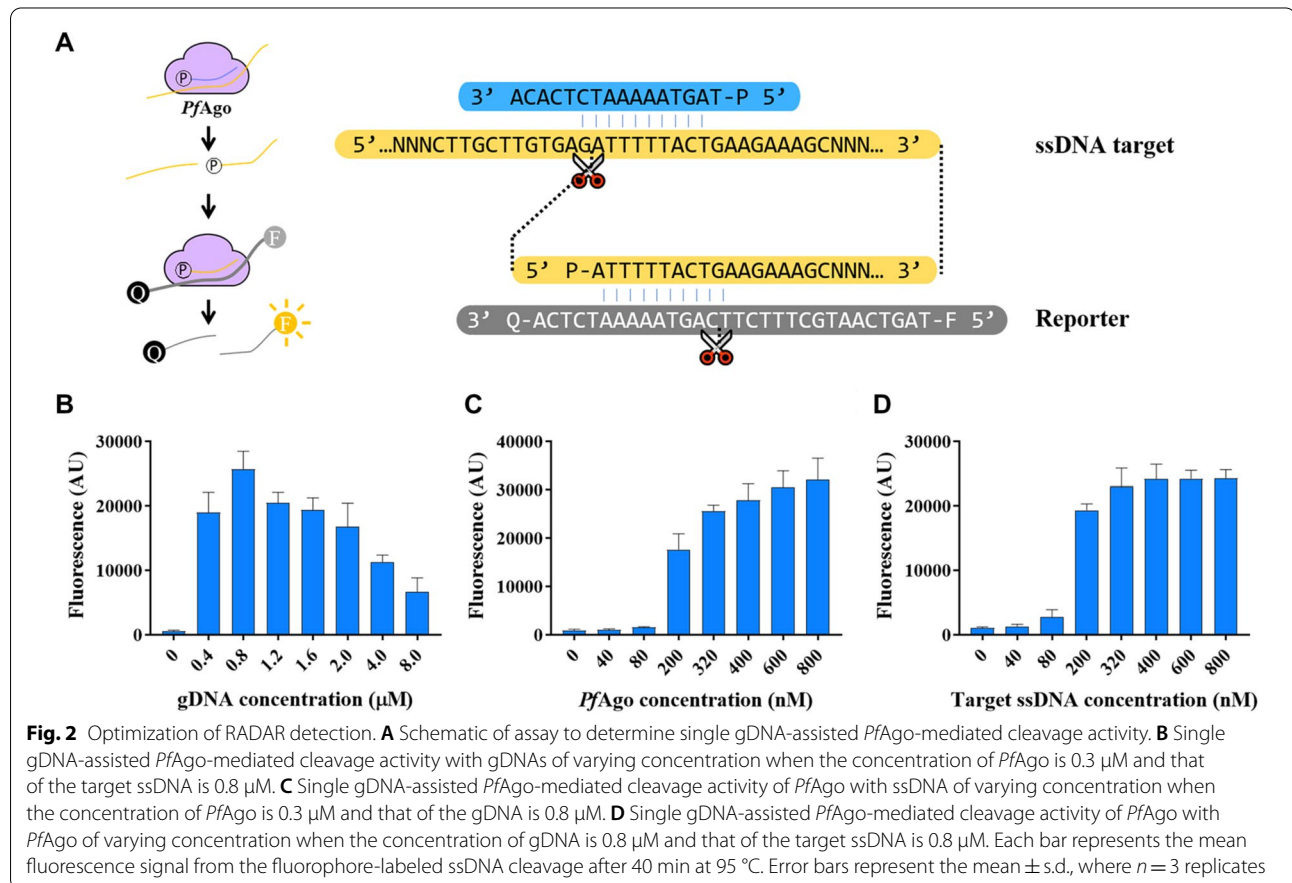 A
P
PfAgo
P
P
F
Q
Q
F
3’ ACACTCTAAAAATGAT-P 5’
5’…NNNCTTGCTTGTGAGATTTTTACTGAAGAAAGCNNN… 3’
ssDNA target
5’ P-ATTTTTACTGAAGAAAGCNNN… 3’
3’ Q-ACTCTAAAAATGACTTCTTTCGTAACTGAT-F 5’
Reporter
B
Fluorescence (AU)
30000
20000
10000
0
0 0.4 0.8 1.2 1.6 2.0 4.0 8.0
gDNA concentration (μM)
C
Fluorescence (AU)
40000
30000
20000
10000
0
0 40 80 200 320 400 600 800
PfAgo concentration (nM)
D
Fluorescence (AU)
30000
20000
10000
0
0 40 80 200 320 400 600 800
Target ssDNA concentration (nM)
Fig. 2 Optimization of RADAR detection. A Schematic of assay to determine single gDNA-assisted PfAgo-mediated cleavage activity. B Single
gDNA-assisted PfAgo-mediated cleavage activity with gDNAs of varying concentration when the concentration of PfAgo is 0.3 μM and that
of the target ssDNA is 0.8 μM. C Single gDNA-assisted PfAgo-mediated cleavage activity of PfAgo with ssDNA of varying concentration when
the concentration of PfAgo is 0.3 μM and that of the gDNA is 0.8 μM. D Single gDNA-assisted PfAgo-mediated cleavage activity of PfAgo with
PfAgo of varying concentration when the concentration of gDNA is 0.8 μM and that of the target ssDNA is 0.8 μM. Each bar represents the mean
fluorescence signal from the fluorophore-labeled ssDNA cleavage after 40 min at 95 °C. Error bars represent the mean ± s.d., where n = 3 replicates